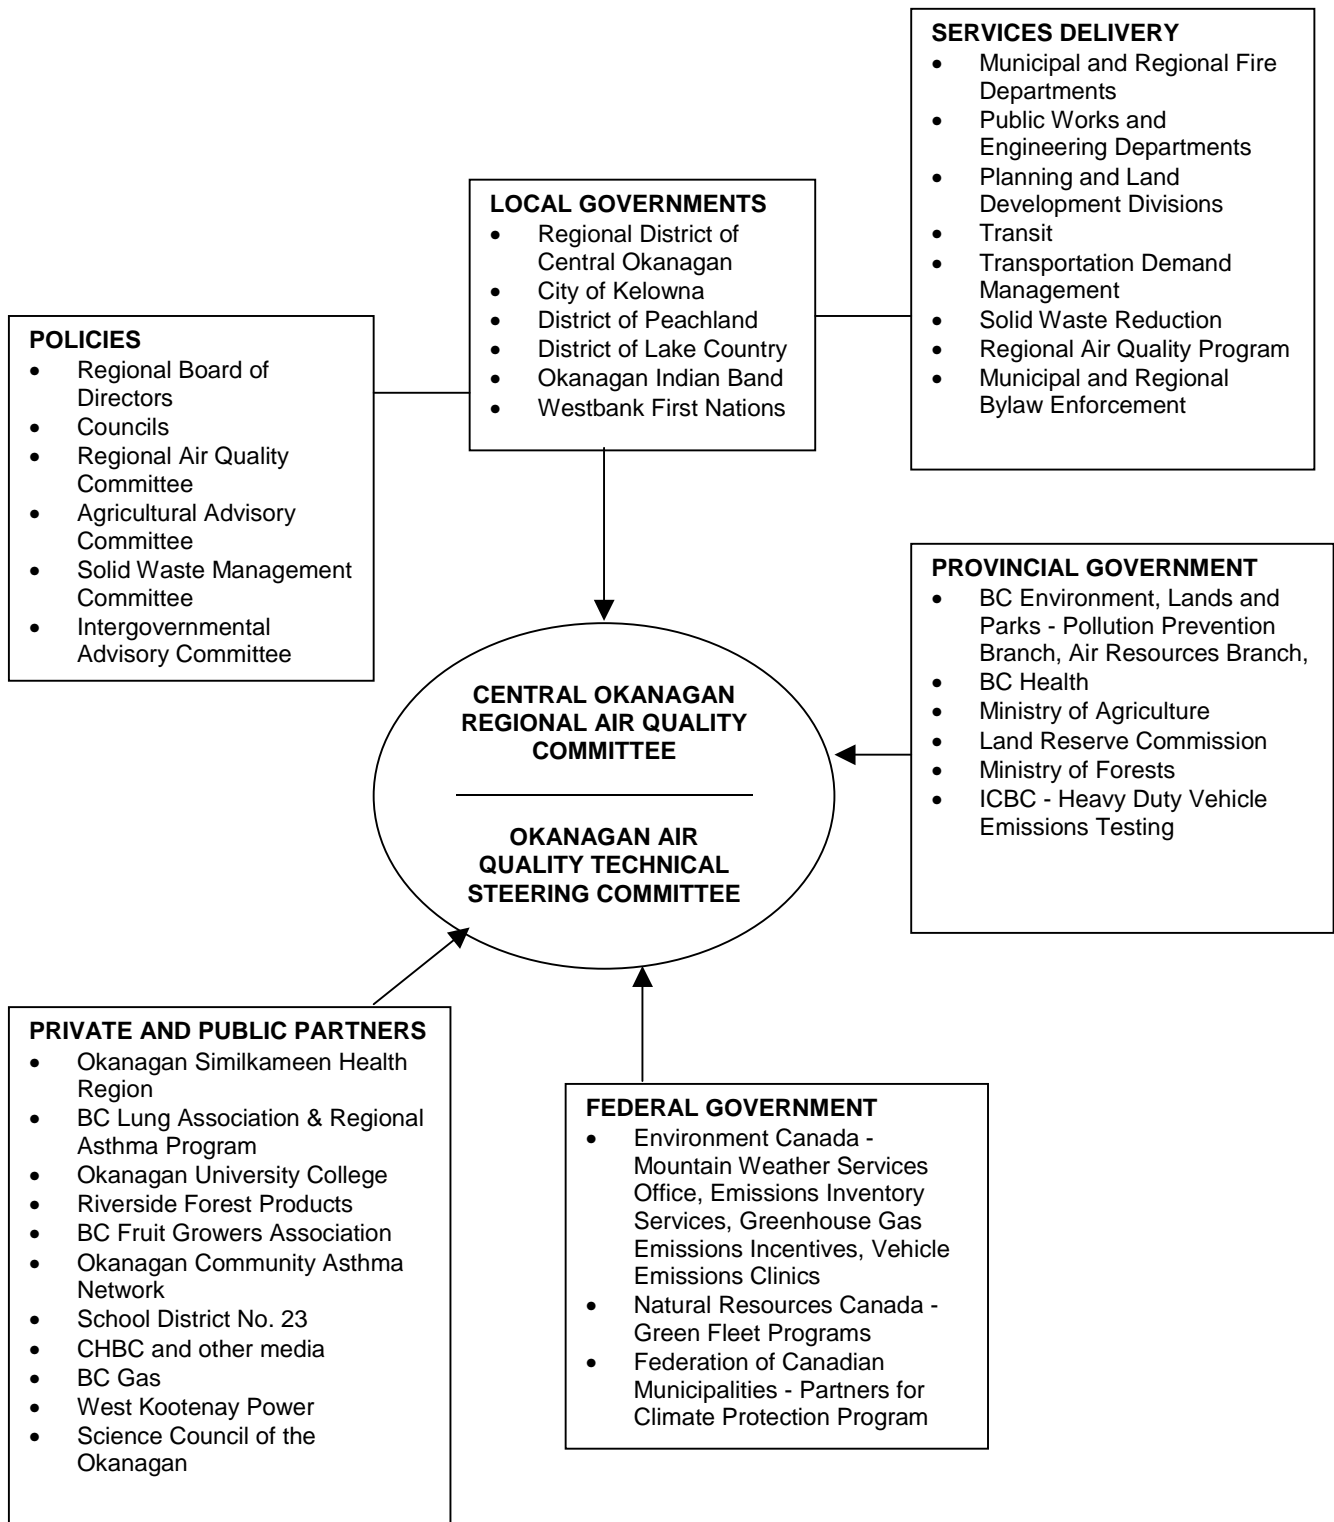 SERVICES DELIVERY
• Municipal and Regional Fire
Departments
• Public Works and
Engineering Departments
• Planning and Land
Development Divisions
• Transit
• Transportation Demand
Management
• Solid Waste Reduction
• Regional Air Quality Program
• Municipal and Regional
Bylaw Enforcement
LOCAL GOVERNMENTS
• Regional District of
Central Okanagan
• City of Kelowna
• District of Peachland
• District of Lake Country
• Okanagan Indian Band
• Westbank First Nations
POLICIES
• Regional Board of
Directors
• Councils
• Regional Air Quality
Committee
• Agricultural Advisory
Committee
• Solid Waste Management
Committee
• Intergovernmental
Advisory Committee
PROVINCIAL GOVERNMENT
• BC Environment, Lands and
Parks - Pollution Prevention
Branch, Air Resources Branch,
• BC Health
• Ministry of Agriculture
• Land Reserve Commission
• Ministry of Forests
• ICBC - Heavy Duty Vehicle
Emissions Testing
CENTRAL OKANAGAN
REGIONAL AIR QUALITY
COMMITTEE
OKANAGAN AIR
QUALITY TECHNICAL
STEERING COMMITTEE
PRIVATE AND PUBLIC PARTNERS
• Okanagan Similkameen Health
Region
• BC Lung Association & Regional
Asthma Program
• Okanagan University College
• Riverside Forest Products
• BC Fruit Growers Association
• Okanagan Community Asthma
Network
• School District No. 23
• CHBC and other media
• BC Gas
• West Kootenay Power
• Science Council of the
Okanagan
FEDERAL GOVERNMENT
• Environment Canada -
Mountain Weather Services
Office, Emissions Inventory
Services, Greenhouse Gas
Emissions Incentives, Vehicle
Emissions Clinics
• Natural Resources Canada -
Green Fleet Programs
• Federation of Canadian
Municipalities - Partners for
Climate Protection Program